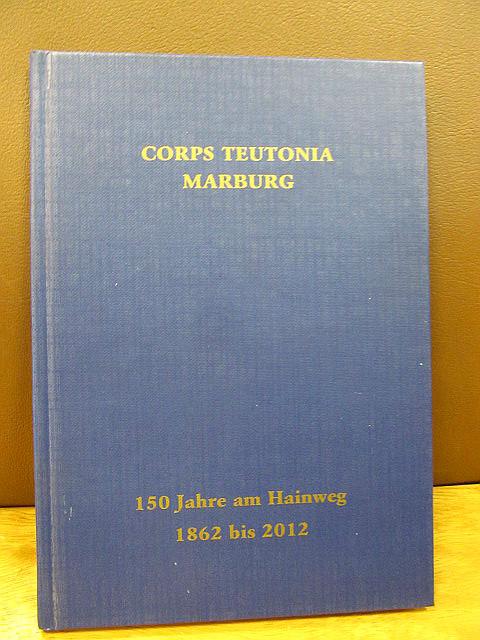 CORPS TEUTONIA
MARBURG
150 Jahre am Hainweg
1862 bis 2012